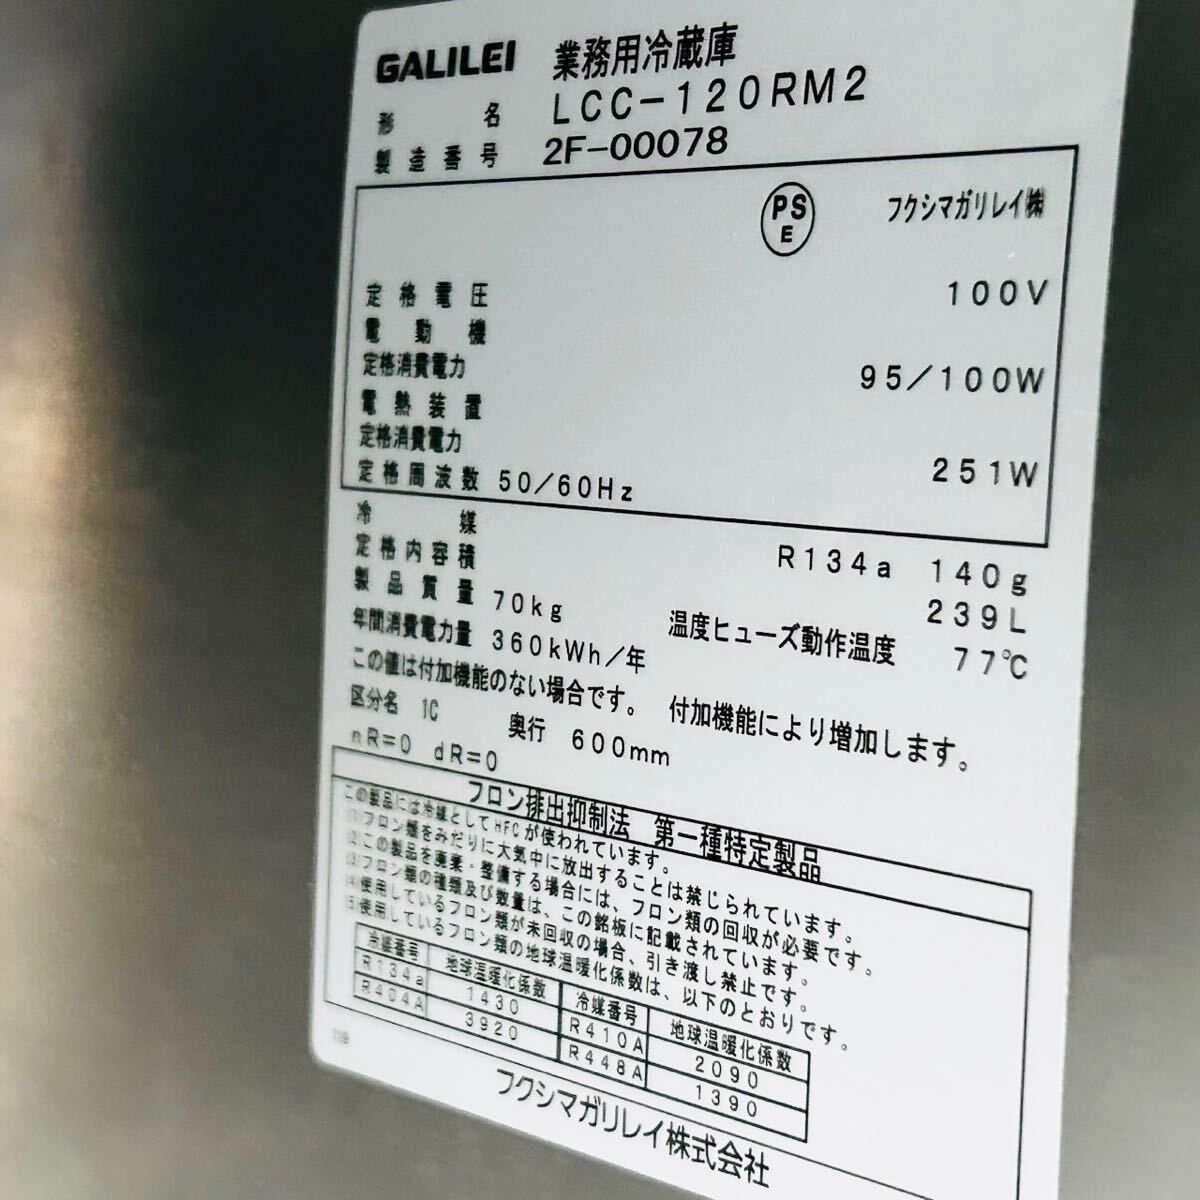 GALILEI 業務用冷蔵庫
形名 LCC-120RM2
製造番号 2F-00078
PS
E
フクシマガリレイ㈱
定格電圧 100V
電動機
定格消費電力 95/100W
電熱装置
定格消費電力 251W
定格周波数 50/60Hz
冷媒 R134a 140g
定格内容積 239L
製品質量 70kg 温度ヒューズ動作温度 77℃
年間消費電力量 360kWh/年
この値は付加機能のない場合です。 付加機能により増加します。
区分名 1C 奥行 600mm
nR=0 dR=0
フロン排出抑制法 第一種特定製品
この製品には冷媒としてHFCが使われています。
(1)フロン類をみだりに大気中に放出することは禁じられています。
(2)この製品を廃棄・整備する場合には、フロン類の回収が必要です。
(3)フロン類の種類及び数量は、この銘板に記載されています。
(4)使用しているフロン類が未回収の場合、引き渡し禁止です。
(5)使用しているフロン類の地球温暖化係数は、以下のとおりです。
冷媒番号 地球温暖化係数 冷媒番号 地球温暖化係数
R134a 1430 R410A 2090
R404A 3920 R448A 1390
フクシマガリレイ株式会社